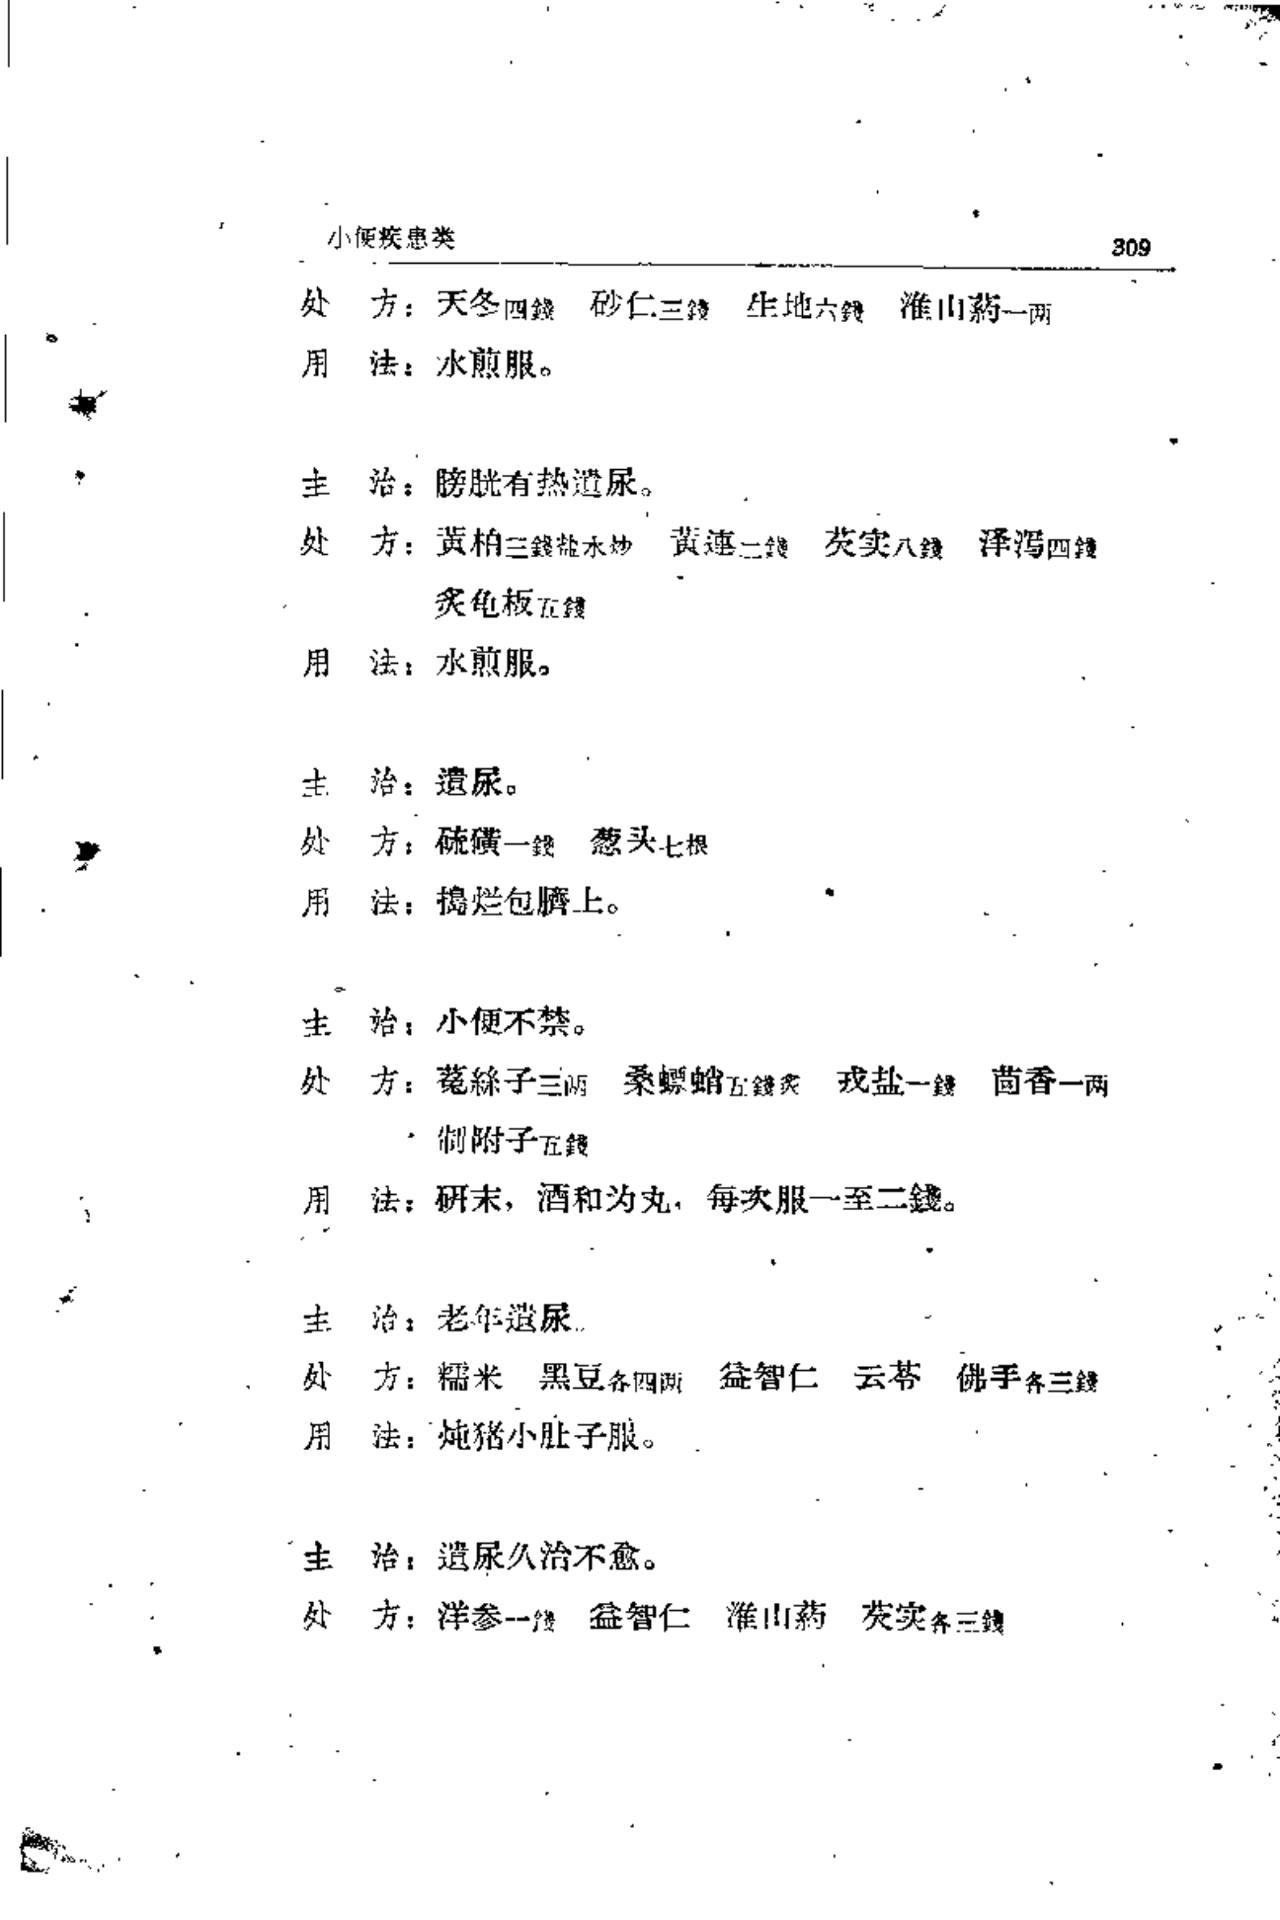 小便疾患类 309
处 方：天冬四錢 砂仁三錢 生地六錢 淮山葯一两
用 法：水煎服。
主 治：膀胱有热遺尿。
处 方：黄柏三錢盐水炒 黄連二錢 芡实八錢 泽泻四錢
炙龟板五錢
用 法：水煎服。
主 治：遺尿。
处 方：硫磺一錢 葱头七根
用 法：搗烂包臍上。
主 治：小便不禁。
处 方：菟絲子三两 桑螵蛸五錢炙 戎盐一錢 茴香一两
制附子五錢
用 法：研末，酒和为丸，每次服一至二錢。
主 治：老年遺尿。
处 方：糯米 黑豆各四两 益智仁 云苓 佛手各三錢
用 法：炖猪小肚子服。
主 治：遺尿久治不愈。
处 方：洋参一錢 益智仁 淮山葯 芡实各三錢